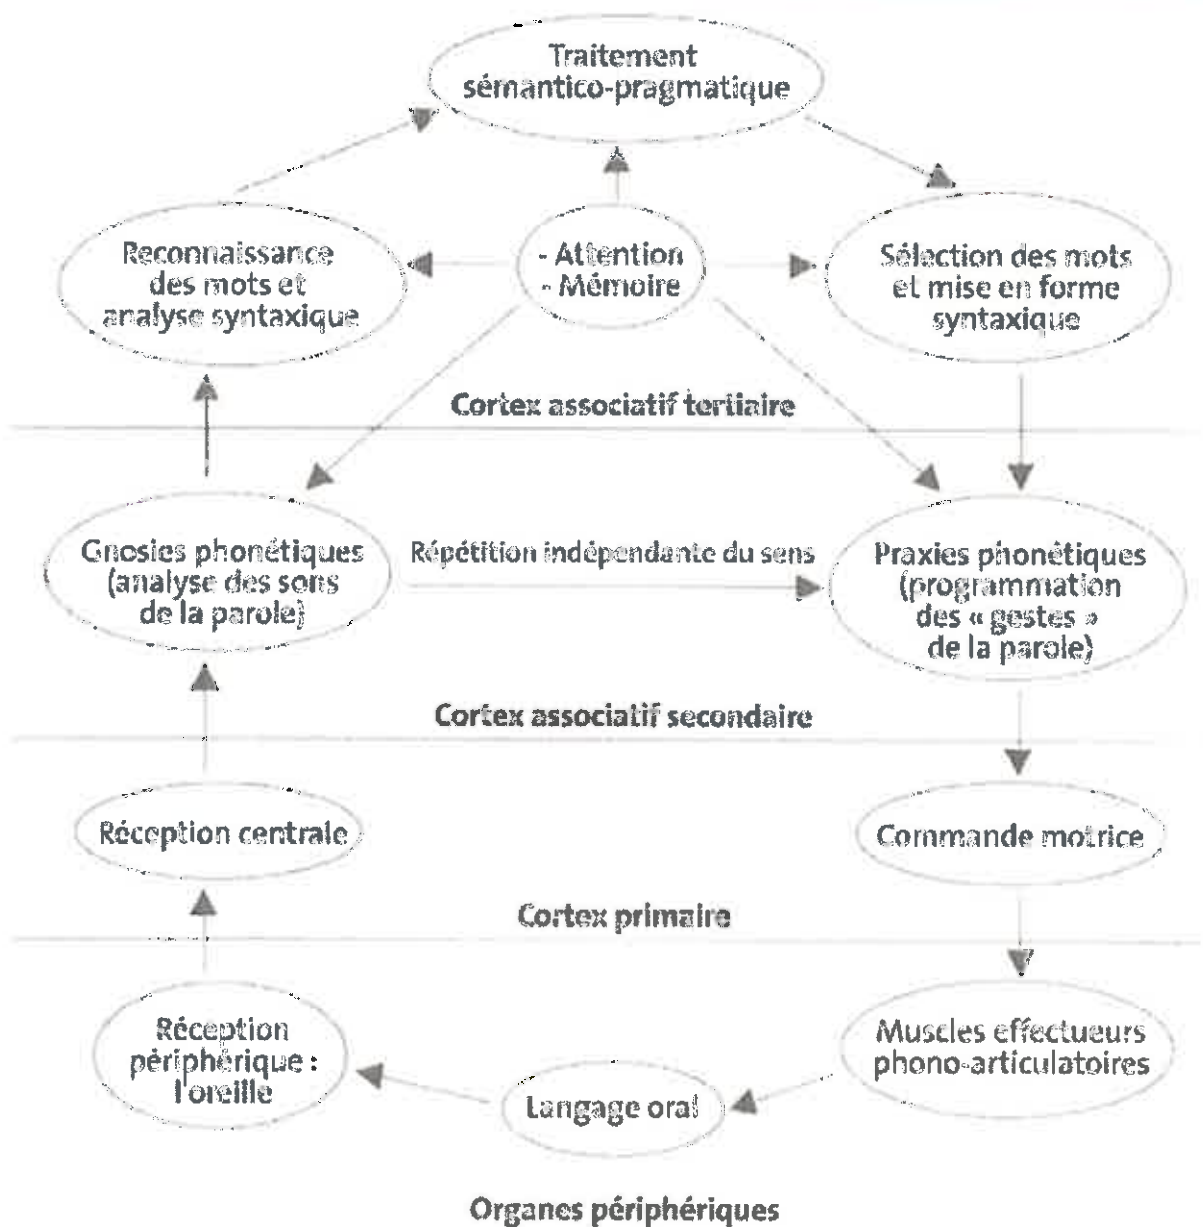 Traitement
sémantico-pragmatique
Reconnaissance
des mots et
analyse syntaxique
- Attention
- Mémoire
Sélection des mots
et mise en forme
syntaxique
Cortex associatif tertiaire
Gnosies phonétiques
(analyse des sons
de la parole)
Répétition indépendante du sens
Praxies phonétiques
(programmation
des « gestes »
de la parole)
Cortex associatif secondaire
Réception centrale
Commande motrice
Cortex primaire
Réception
périphérique :
l'oreille
Muscles effectueurs
phono-articulatoires
Langage oral
Organes périphériques